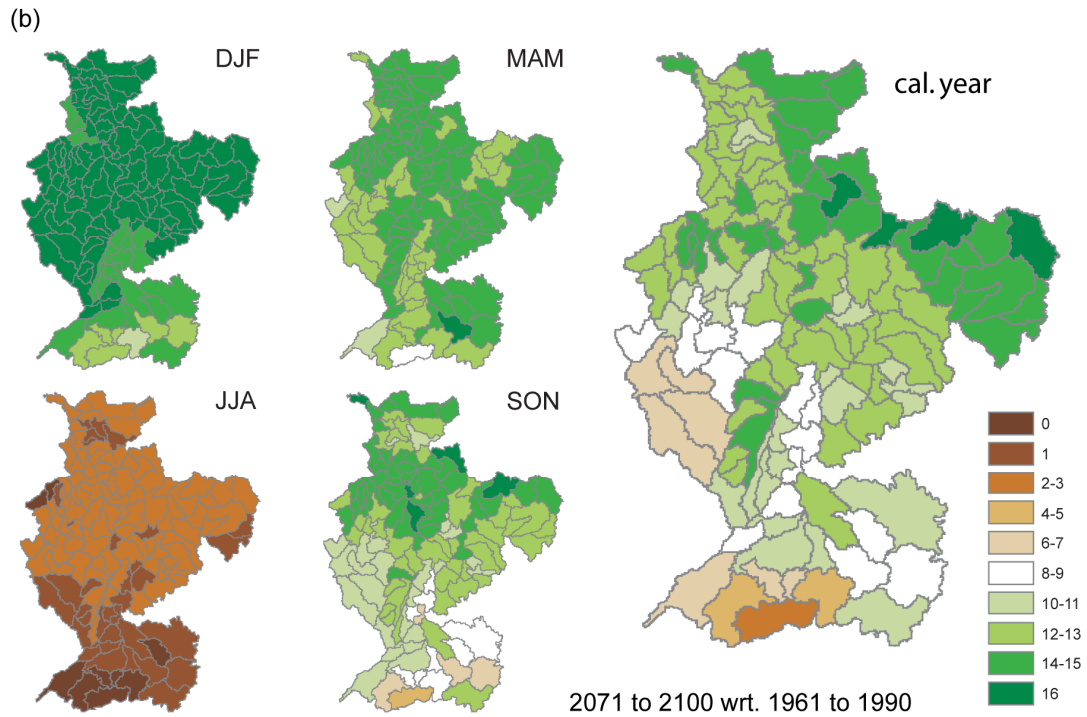 (b)
DJF
MAM
cal. year
JJA
SON
0
1
2-3
4-5
6-7
8-9
10-11
12-13
14-15
16
2071 to 2100 wrt. 1961 to 1990